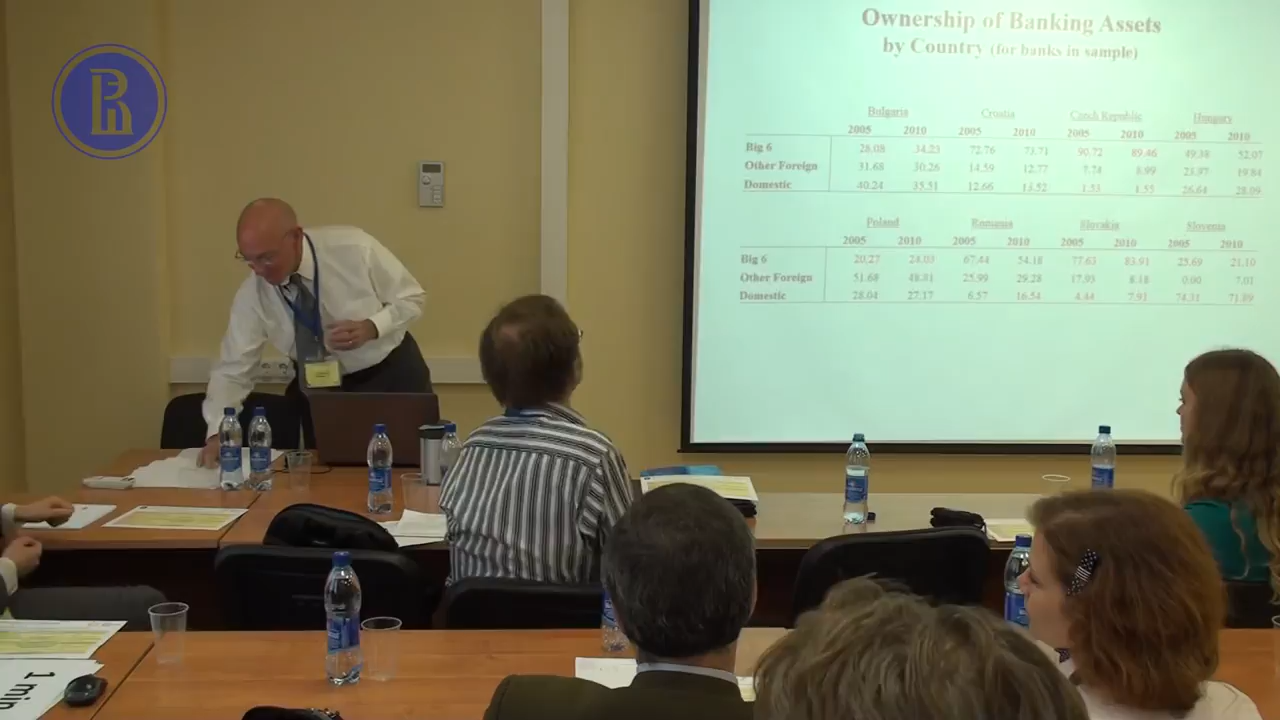 Ownership of Banking Assets
by Country (for banks in sample)
Bulgaria Croatia Czech Republic Hungary
2005 2010 2005 2010 2005 2010 2005 2010
Big 6 28.08 34.23 72.76 73.71 90.72 89.46 49.38 52.07
Other Foreign 31.68 30.26 14.59 12.77 7.74 8.99 23.97 19.84
Domestic 40.24 35.51 12.66 13.52 1.53 1.55 26.64 28.09
Poland Romania Slovakia Slovenia
2005 2010 2005 2010 2005 2010 2005 2010
Big 6 20.27 24.03 67.44 54.18 77.63 83.91 25.69 21.10
Other Foreign 51.68 48.81 25.99 29.28 17.93 8.18 0.00 7.01
Domestic 28.04 27.17 6.57 16.54 4.44 7.91 74.31 71.89
1 min